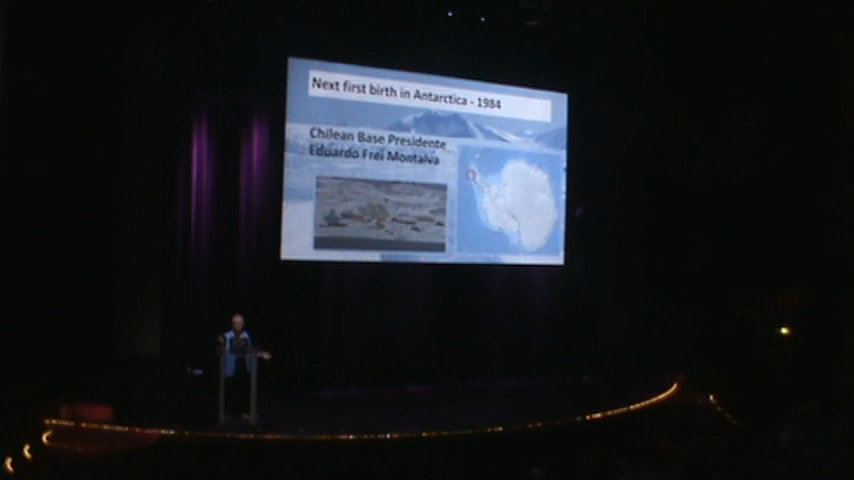 Next first birth in Antarctica - 1984
Chilean Base Presidente
Eduardo Frei Montalva